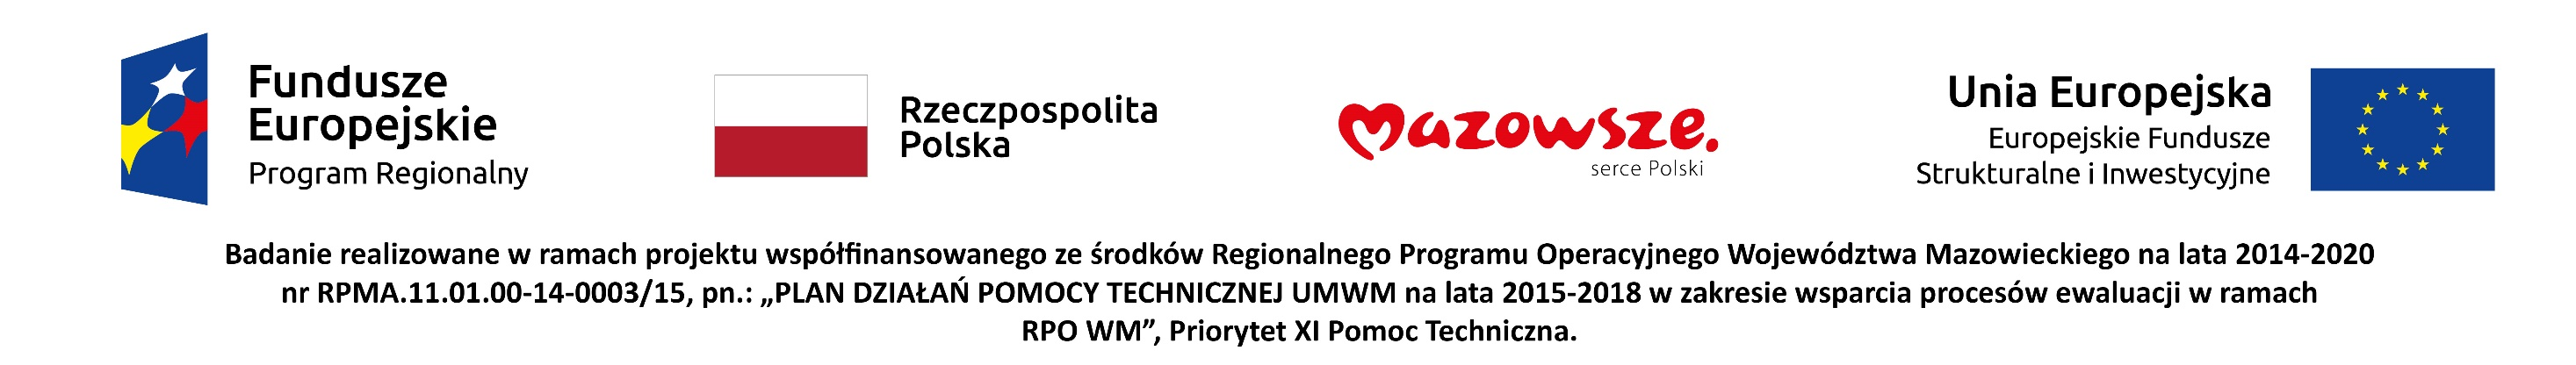 Fundusze
Europejskie
Program Regionalny
Rzeczpospolita
Polska
mazowsze.
serce Polski
Unia Europejska
Europejskie Fundusze
Strukturalne i Inwestycyjne
Badanie realizowane w ramach projektu współfinansowanego ze środków Regionalnego Programu Operacyjnego Województwa Mazowieckiego na lata 2014-2020
nr RPMA.11.01.00-14-0003/15, pn.: „PLAN DZIAŁAŃ POMOCY TECHNICZNEJ UMWM na lata 2015-2018 w zakresie wsparcia procesów ewaluacji w ramach
RPO WM”, Priorytet XI Pomoc Techniczna.